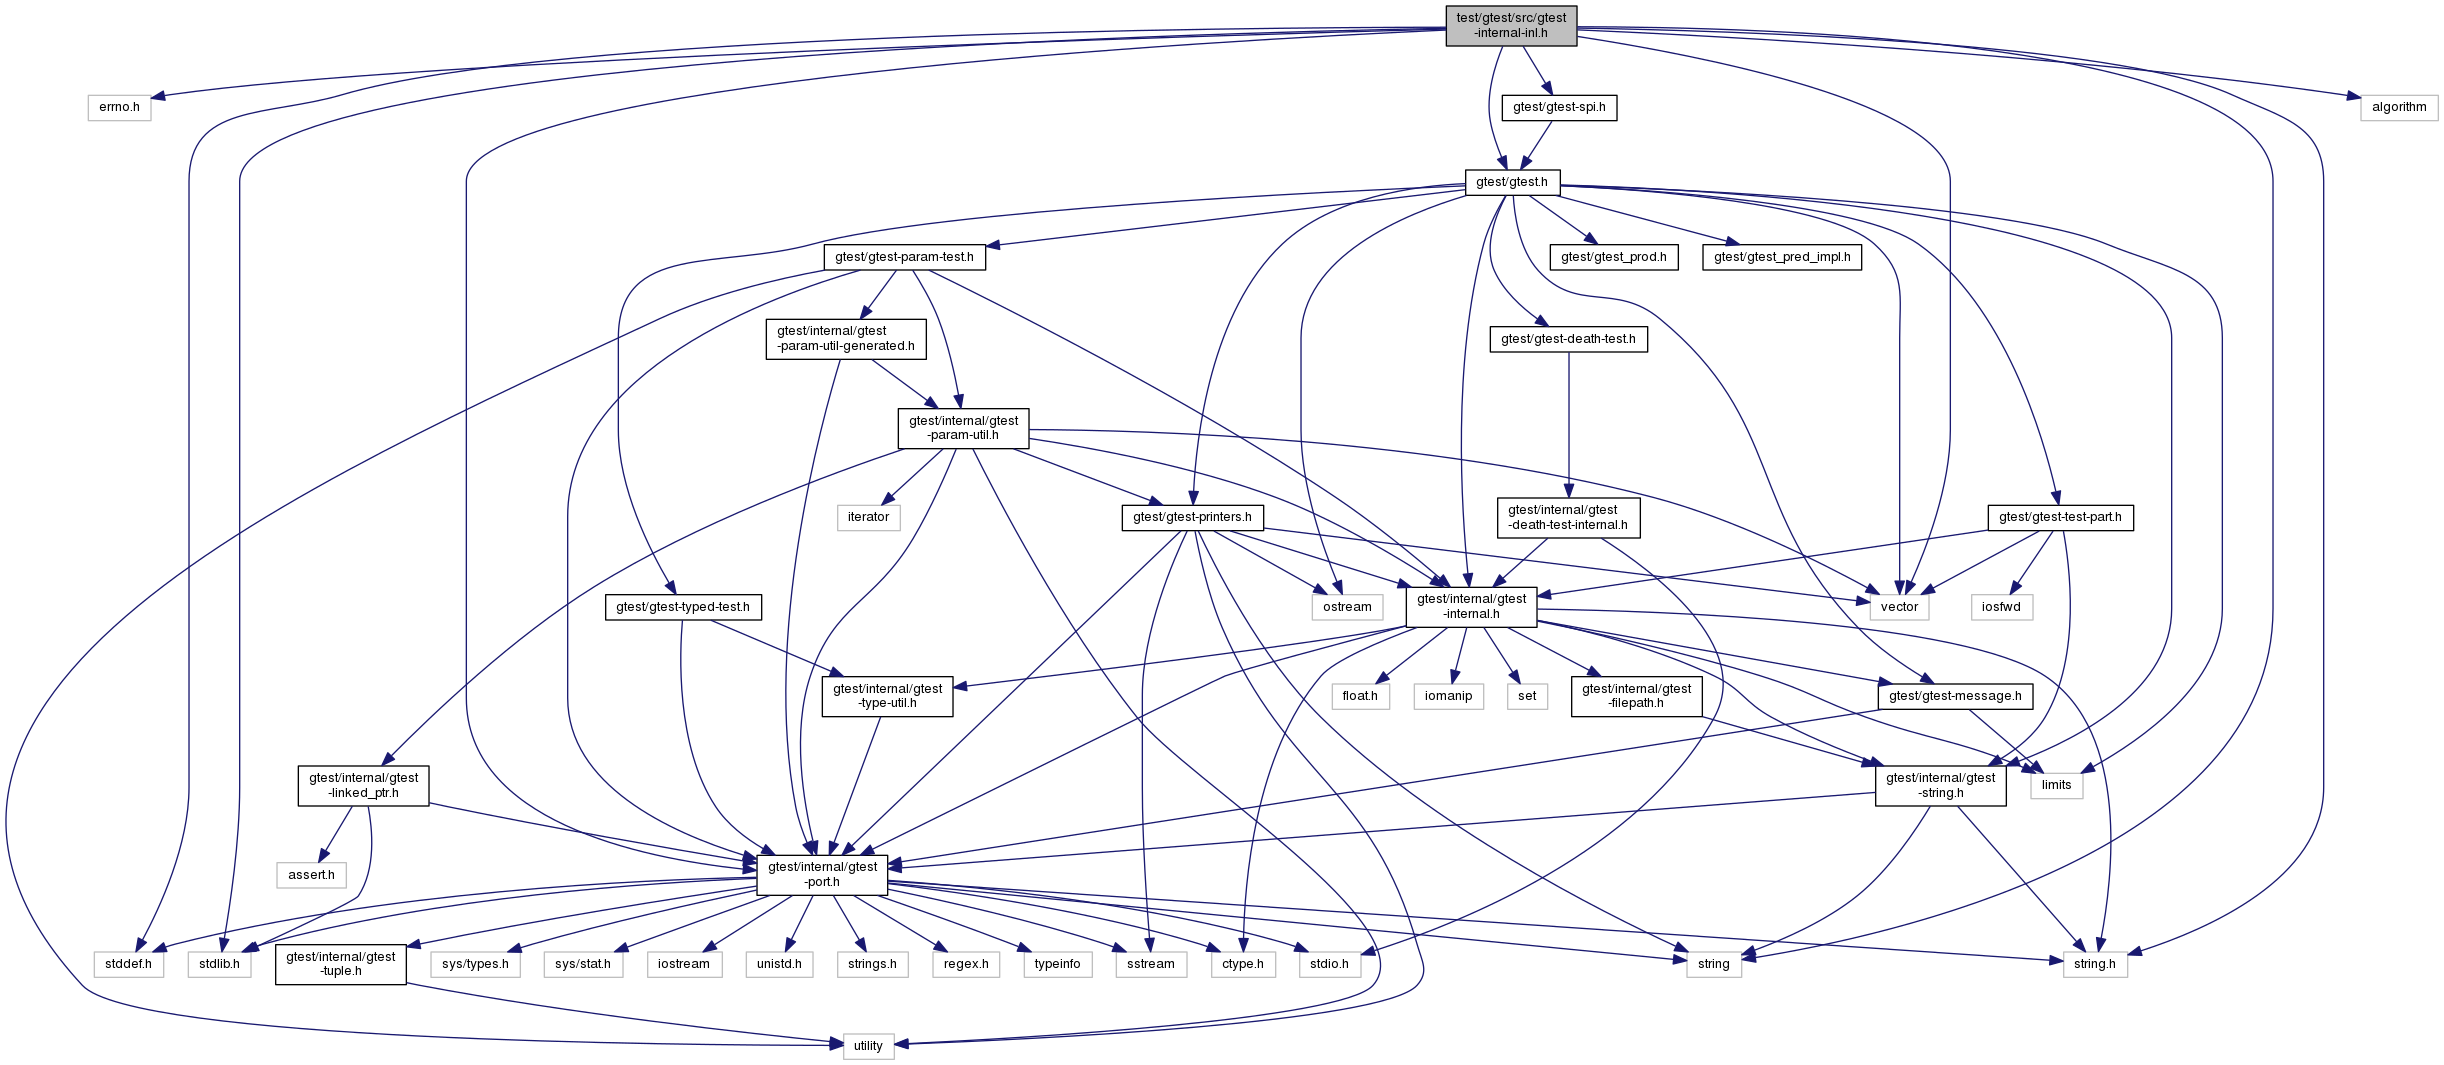 test/gtest/src/gtest
-internal-inl.h
errno.h
gtest/gtest-spi.h
algorithm
gtest/gtest.h
gtest/gtest-param-test.h
gtest/gtest_prod.h
gtest/gtest_pred_impl.h
gtest/internal/gtest
-param-util-generated.h
gtest/gtest-death-test.h
gtest/internal/gtest
-param-util.h
iterator
gtest/gtest-printers.h
gtest/internal/gtest
-death-test-internal.h
gtest/gtest-test-part.h
gtest/gtest-typed-test.h
ostream
gtest/internal/gtest
-internal.h
vector
iosfwd
gtest/internal/gtest
-type-util.h
float.h
iomanip
set
gtest/internal/gtest
-filepath.h
gtest/gtest-message.h
gtest/internal/gtest
-linked_ptr.h
gtest/internal/gtest
-string.h
limits
assert.h
gtest/internal/gtest
-port.h
stddef.h
stdlib.h
gtest/internal/gtest
-tuple.h
sys/types.h
sys/stat.h
iostream
unistd.h
strings.h
regex.h
typeinfo
sstream
ctype.h
stdio.h
string
string.h
utility